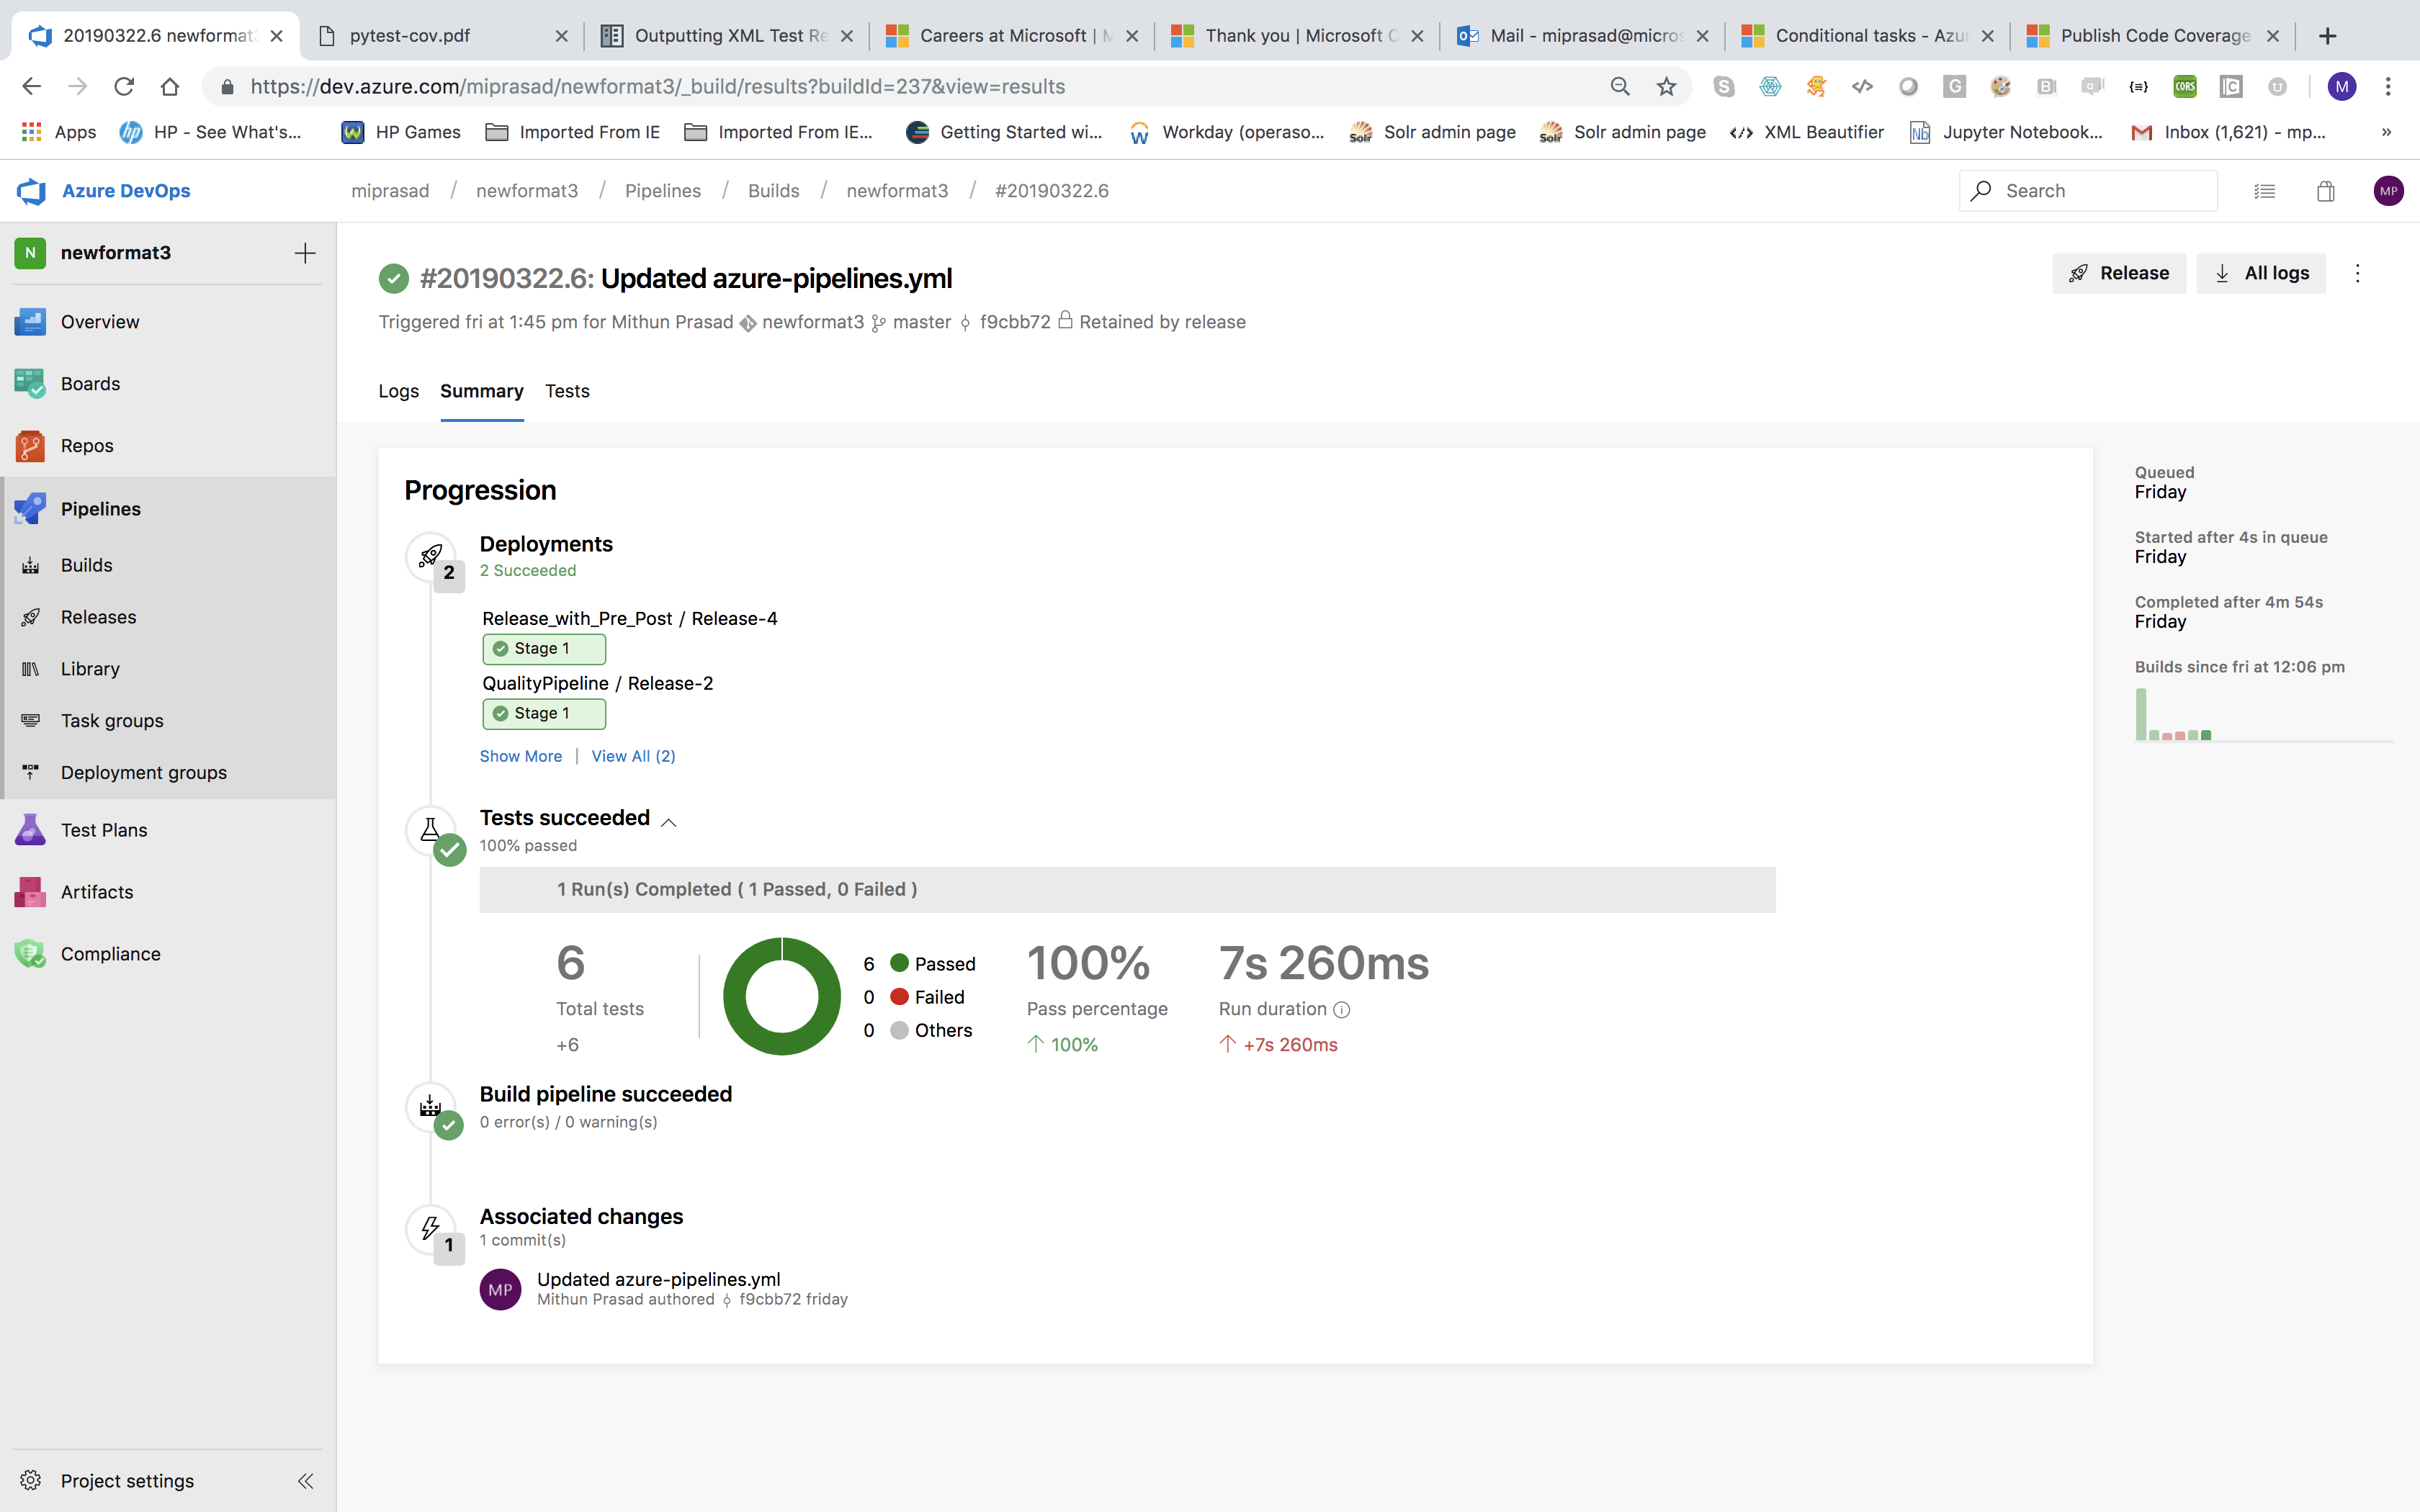 20190322.6 newformat
pytest-cov.pdf
Outputting XML Test Re
Careers at Microsoft | M
Thank you | Microsoft C
Mail - miprasad@micros
Conditional tasks - Azur
Publish Code Coverage
https://dev.azure.com/miprasad/newformat3/_build/results?buildId=237&view=results
Apps
HP - See What's...
HP Games
Imported From IE
Imported From IE...
Getting Started wi...
Workday (operaso...
Solr admin page
Solr admin page
XML Beautifier
Jupyter Notebook...
Inbox (1,621) - mp...
Azure DevOps
miprasad / newformat3 / Pipelines / Builds / newformat3 / #20190322.6
Search
MP
N newformat3
Overview
Boards
Repos
Pipelines
Builds
Releases
Library
Task groups
Deployment groups
Test Plans
Artifacts
Compliance
Project settings
#20190322.6: Updated azure-pipelines.yml
Triggered fri at 1:45 pm for Mithun Prasad newformat3 master f9cbb72 Retained by release
Release
All logs
Logs Summary Tests
Progression
Deployments
2
2 Succeeded
Release_with_Pre_Post / Release-4
Stage 1
QualityPipeline / Release-2
Stage 1
Show More | View All (2)
Tests succeeded
100% passed
1 Run(s) Completed ( 1 Passed, 0 Failed )
6
Total tests
+6
6 Passed
0 Failed
0 Others
100%
Pass percentage
100%
7s 260ms
Run duration
+7s 260ms
Build pipeline succeeded
0 error(s) / 0 warning(s)
Associated changes
1
1 commit(s)
MP
Updated azure-pipelines.yml
Mithun Prasad authored f9cbb72 friday
Queued
Friday
Started after 4s in queue
Friday
Completed after 4m 54s
Friday
Builds since fri at 12:06 pm